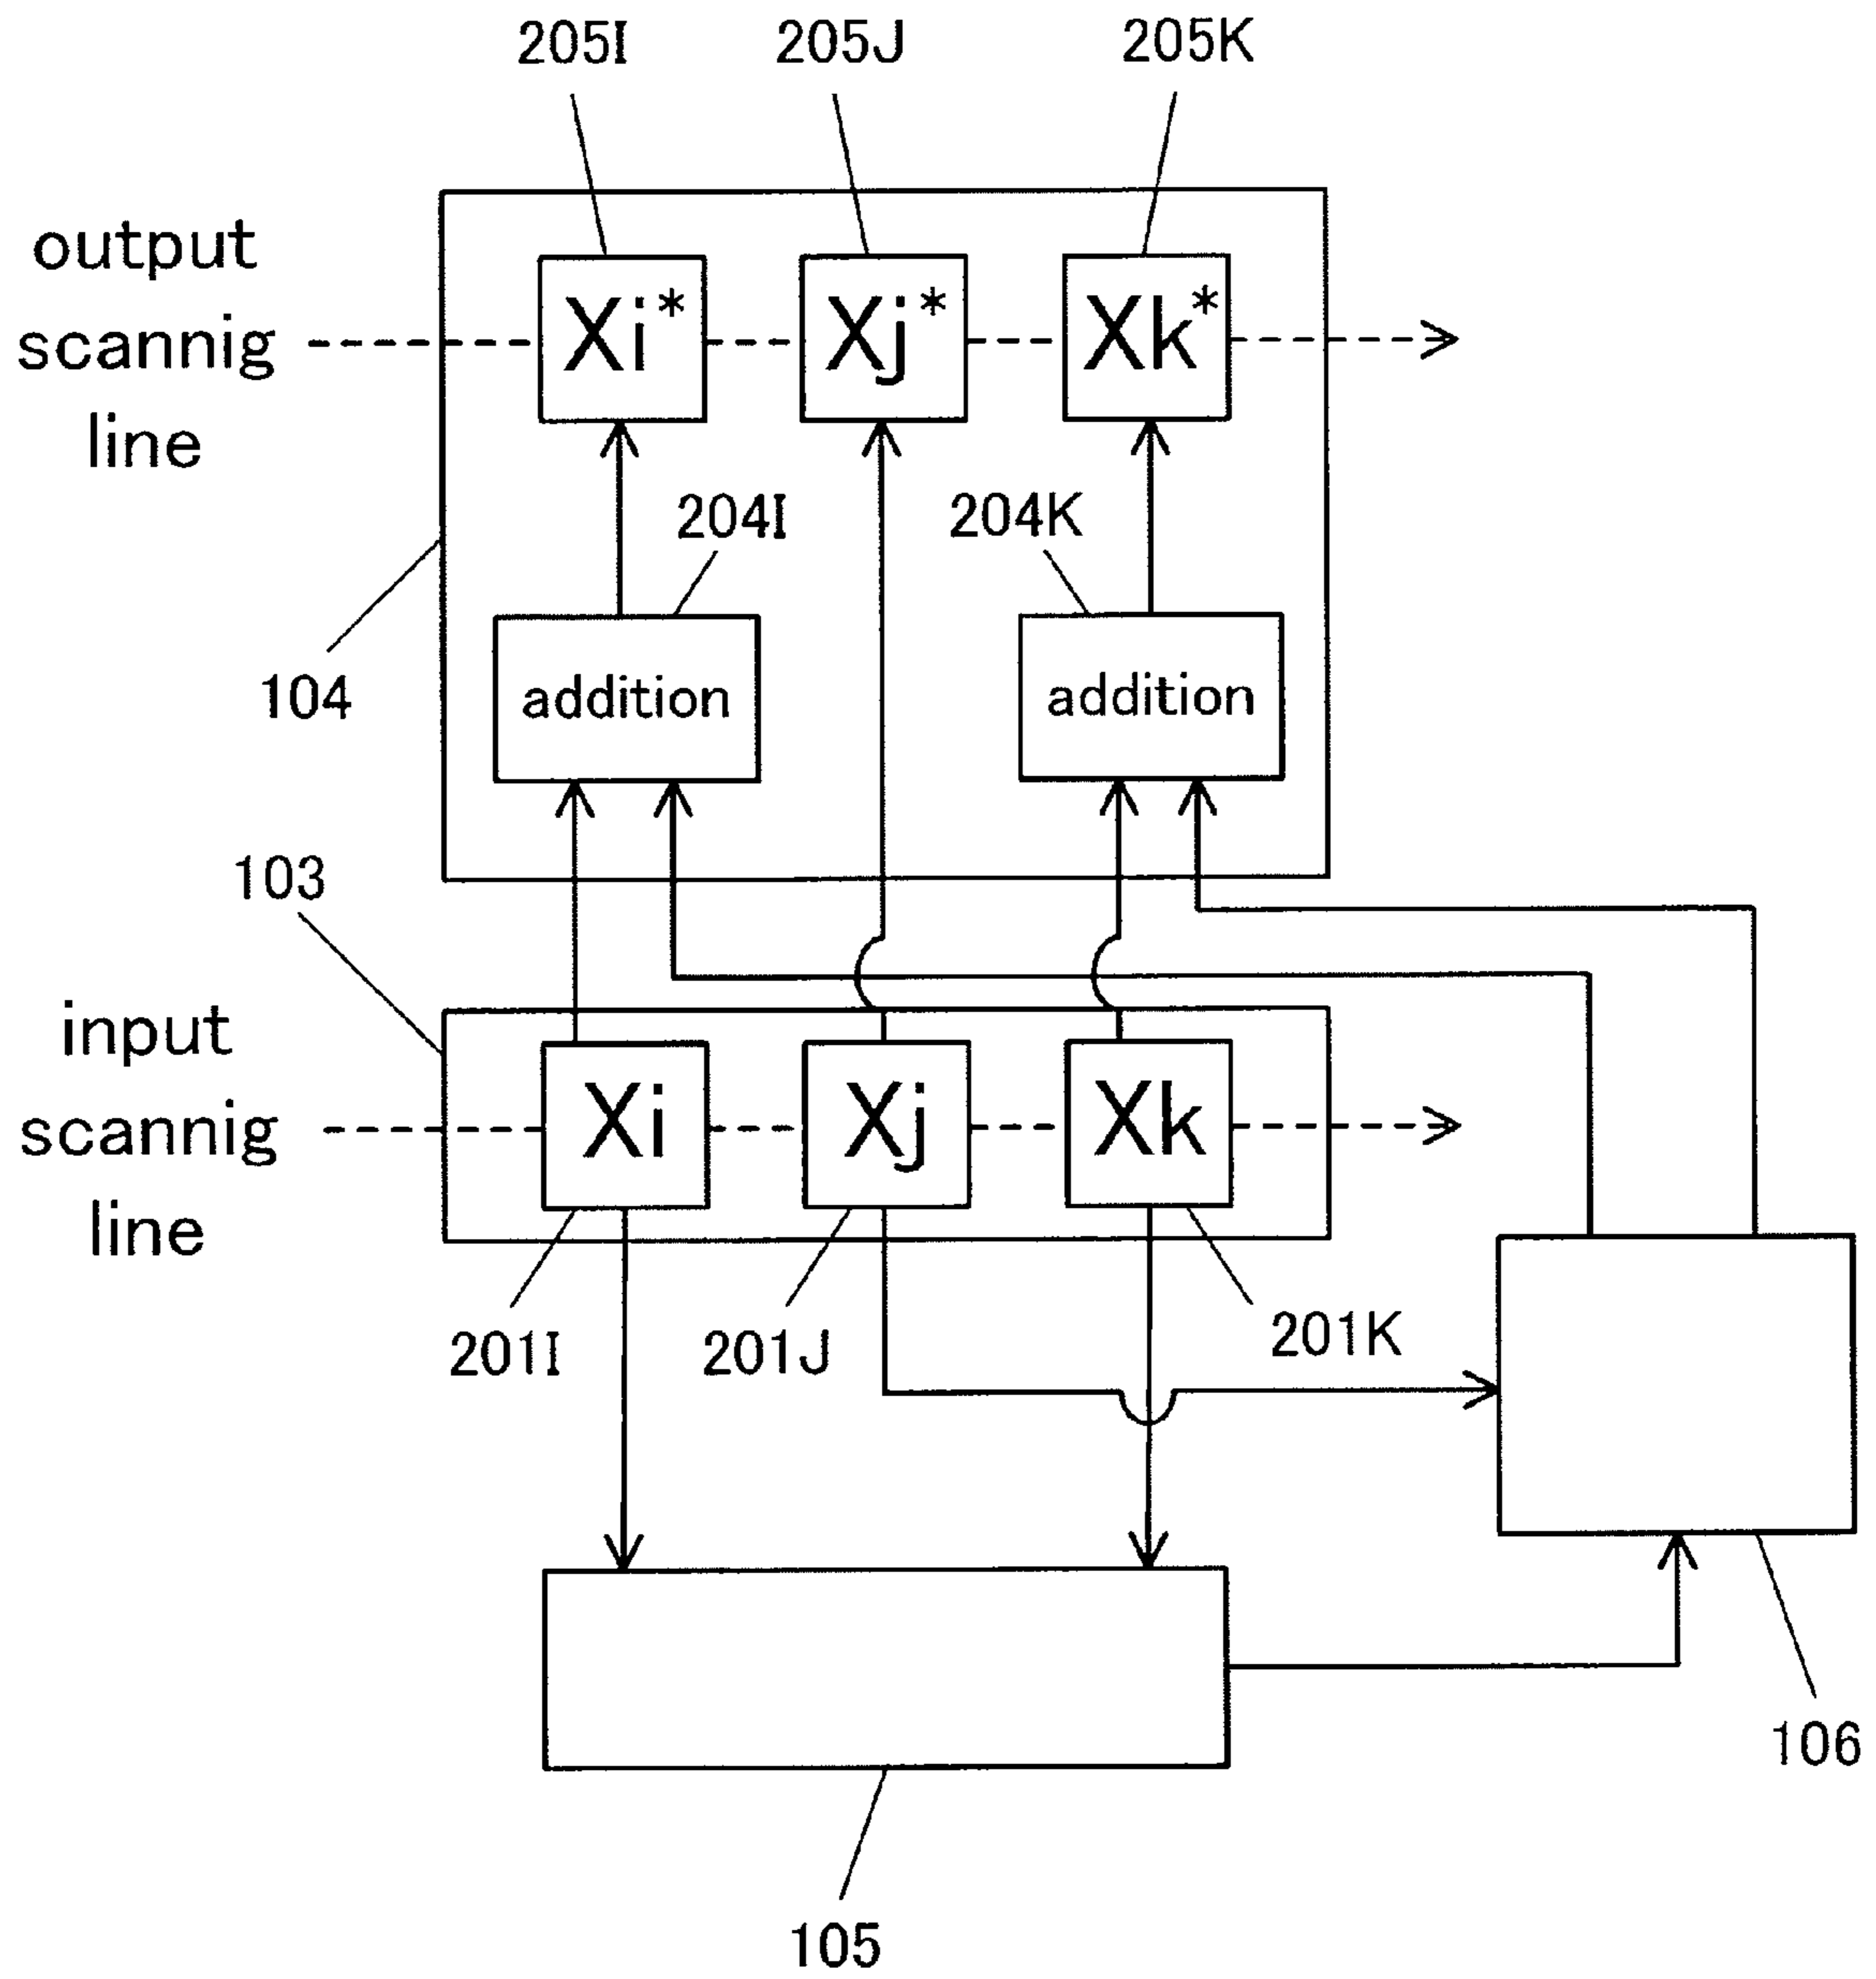 205I 205J 205K
output
scannig
line
Xi* Xj* Xk*
204I 204K
104
addition addition
103
input
scannig
line
Xi Xj Xk
201I 201J 201K
106
105